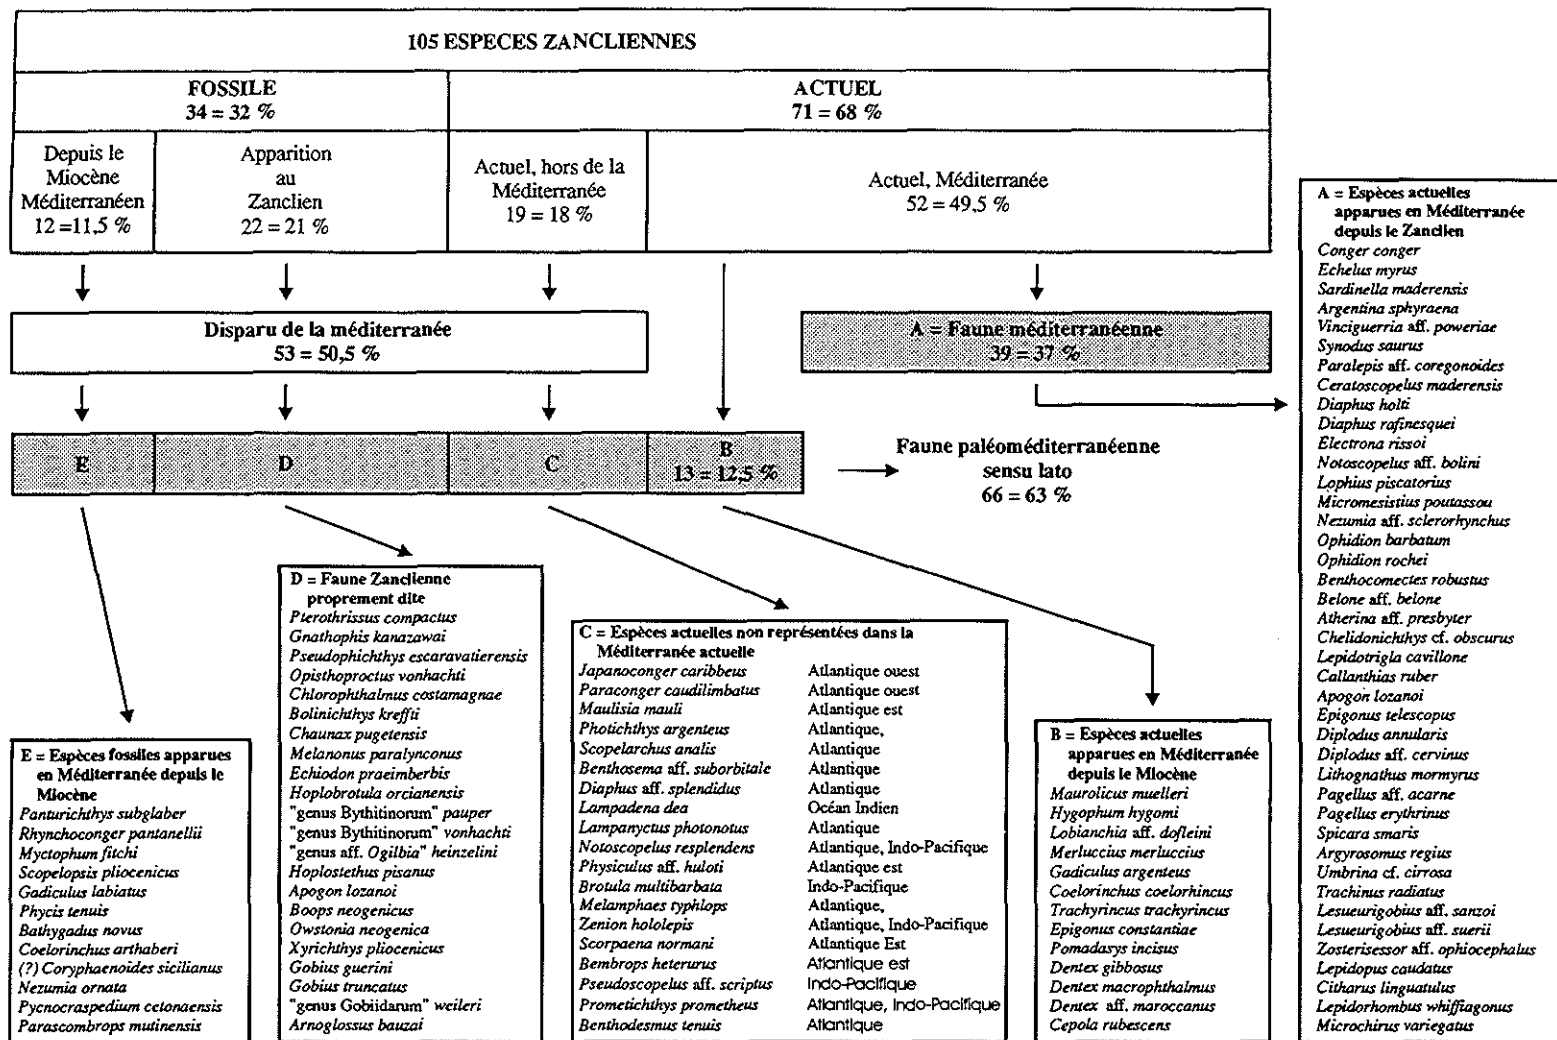 105 ESPECES ZANCLIENNES
FOSSILE
34 = 32 %
ACTUEL
71 = 68 %
Depuis le
Miocène
Méditerranéen
12 =11,5 %
Apparition
au
Zanclien
22 = 21 %
Actuel, hors de la
Méditerranée
19 = 18 %
Actuel, Méditerranée
52 = 49,5 %
Disparu de la méditerranée
53 = 50,5 %
A = Faune méditerranéenne
39 = 37 %
E
D
C
B
13 = 12,5 %
Faune paléoméditerranéenne
sensu lato
66 = 63 %
E = Espèces fossiles apparues
en Méditerranée depuis le
Miocène
Panturichthys subglaber
Rhynchoconger pantanellii
Myctophum fitchi
Scopelopsis pliocenicus
Gadiculus labiatus
Phycis tenuis
Bathygadus novus
Coelorinchus arthaberi
(?) Coryphaenoides sicilianus
Nezumia ornata
Pycnocraspedium cetonaensis
Parascombrops mutinensis
D = Faune Zanclienne
proprement dite
Pterothrissus compactus
Gnathophis kanazawai
Pseudophichthys escaravatierensis
Opisthoproctus vonhachti
Chlorophthalmus costamagnae
Bolinichthys kreffti
Chaunax pugetensis
Melanonus paralynconus
Echiodon praeimberbis
Hoplobrotula orcianensis
"genus Bythitinorum" pauper
"genus Bythitinorum" vonhachti
"genus aff. Ogilbia" heinzelini
Hoplostethus pisanus
Apogon lozanoi
Boops neogenicus
Owstonia neogenica
Xyrichthys pliocenicus
Gobius guerini
Gobius truncatus
"genus Gobiidarum" weileri
Arnoglossus bauzai
C = Espèces actuelles non représentées dans la
Méditerranée actuelle
Japanoconger caribbeus Atlantique ouest
Paraconger caudilimbatus Atlantique ouest
Maulisia mauli Atlantique est
Photichthys argenteus Atlantique,
Scopelarchus analis Atlantique
Benthosema aff. suborbitale Atlantique
Diaphus aff. splendidus Atlantique
Lampadena dea Océan Indien
Lampanyctus photonotus Atlantique
Notoscopelus resplendens Atlantique, Indo-Pacifique
Physiculus aff. huloti Atlantique est
Brotula multibarbata Indo-Pacifique
Melamphaes typhlops Atlantique,
Zenion hololepis Atlantique, Indo-Pacifique
Scorpaena normani Atlantique Est
Bembrops heterurus Atlantique est
Pseudoscopelus aff. scriptus Indo-Pacifique
Prometichthys prometheus Atlantique, Indo-Pacifique
Benthodesmus tenuis Atlantique
B = Espèces actuelles
apparues en Méditerranée
depuis le Miocène
Maurolicus muelleri
Hygophum hygomi
Lobianchia aff. dofleini
Merluccius merluccius
Gadiculus argenteus
Coelorinchus coelorhincus
Trachyrincus trachyrincus
Epigonus constantiae
Pomadasys incisus
Dentex gibbosus
Dentex macrophthalmus
Dentex aff. maroccanus
Cepola rubescens
A = Espèces actuelles
apparues en Méditerranée
depuis le Zanclien
Conger conger
Echelus myrus
Sardinella maderensis
Argentina sphyraena
Vinciguerria aff. poweriae
Synodus saurus
Paralepis aff. coregonoides
Ceratoscopelus maderensis
Diaphus holti
Diaphus rafinesquei
Electrona rissoi
Notoscopelus aff. bolini
Lophius piscatorius
Micromesistius poutassou
Nezumia aff. sclerorhynchus
Ophidion barbatum
Ophidion rochei
Benthocometes robustus
Belone aff. belone
Atherina aff. presbyter
Chelidonichthys cf. obscurus
Lepidotrigla cavillone
Callanthias ruber
Apogon lozanoi
Epigonus telescopus
Diplodus annularis
Diplodus aff. cervinus
Lithognathus mormyrus
Pagellus aff. acarne
Pagellus erythrinus
Spicara smaris
Argyrosomus regius
Umbrina cf. cirrosa
Trachinus radiatus
Lesueurigobius aff. sanzoi
Lesueurigobius aff. suerii
Zosterisessor aff. ophiocephalus
Lepidopus caudatus
Citharus linguatulus
Lepidorhombus whiffiagonus
Microchirus variegatus